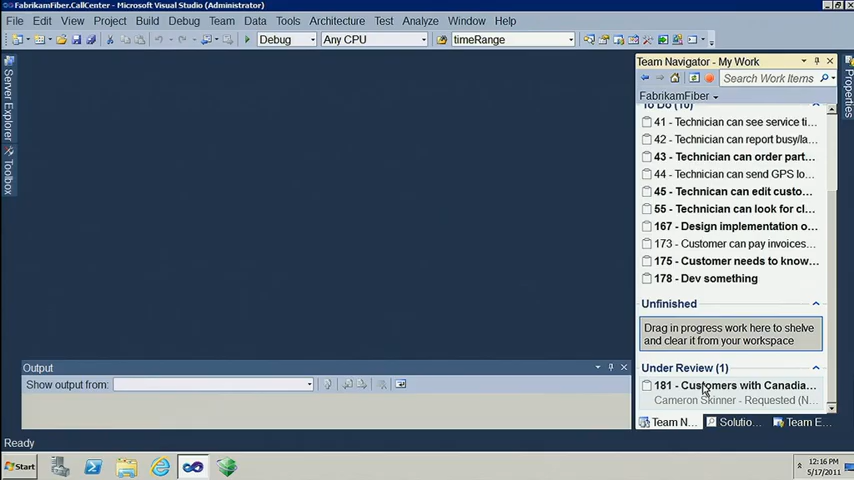 FabrikamFiber.CallCenter - Microsoft Visual Studio (Administrator)
File Edit View Project Build Debug Team Data Tools Architecture Test Analyze Window Help
Debug Any CPU timeRange
Server Explorer
Toolbox
Team Navigator - My Work
Search Work Items
FabrikamFiber
To Do (10)
41 - Technician can see service ti...
42 - Technician can report busy/la...
43 - Technician can order part...
44 - Technician can send GPS lo...
45 - Technican can edit custo...
55 - Technician can look for cl...
167 - Design implementation o...
173 - Customer can pay invoices...
175 - Customer needs to know...
178 - Dev something
Unfinished
Drag in progress work here to shelve
and clear it from your workspace
Under Review (1)
181 - Customers with Canadia...
Cameron Skinner - Requested (N...
Team N... Solutio... Team E...
Properties
Output
Show output from:
Ready
Start
12:16 PM
5/17/2011